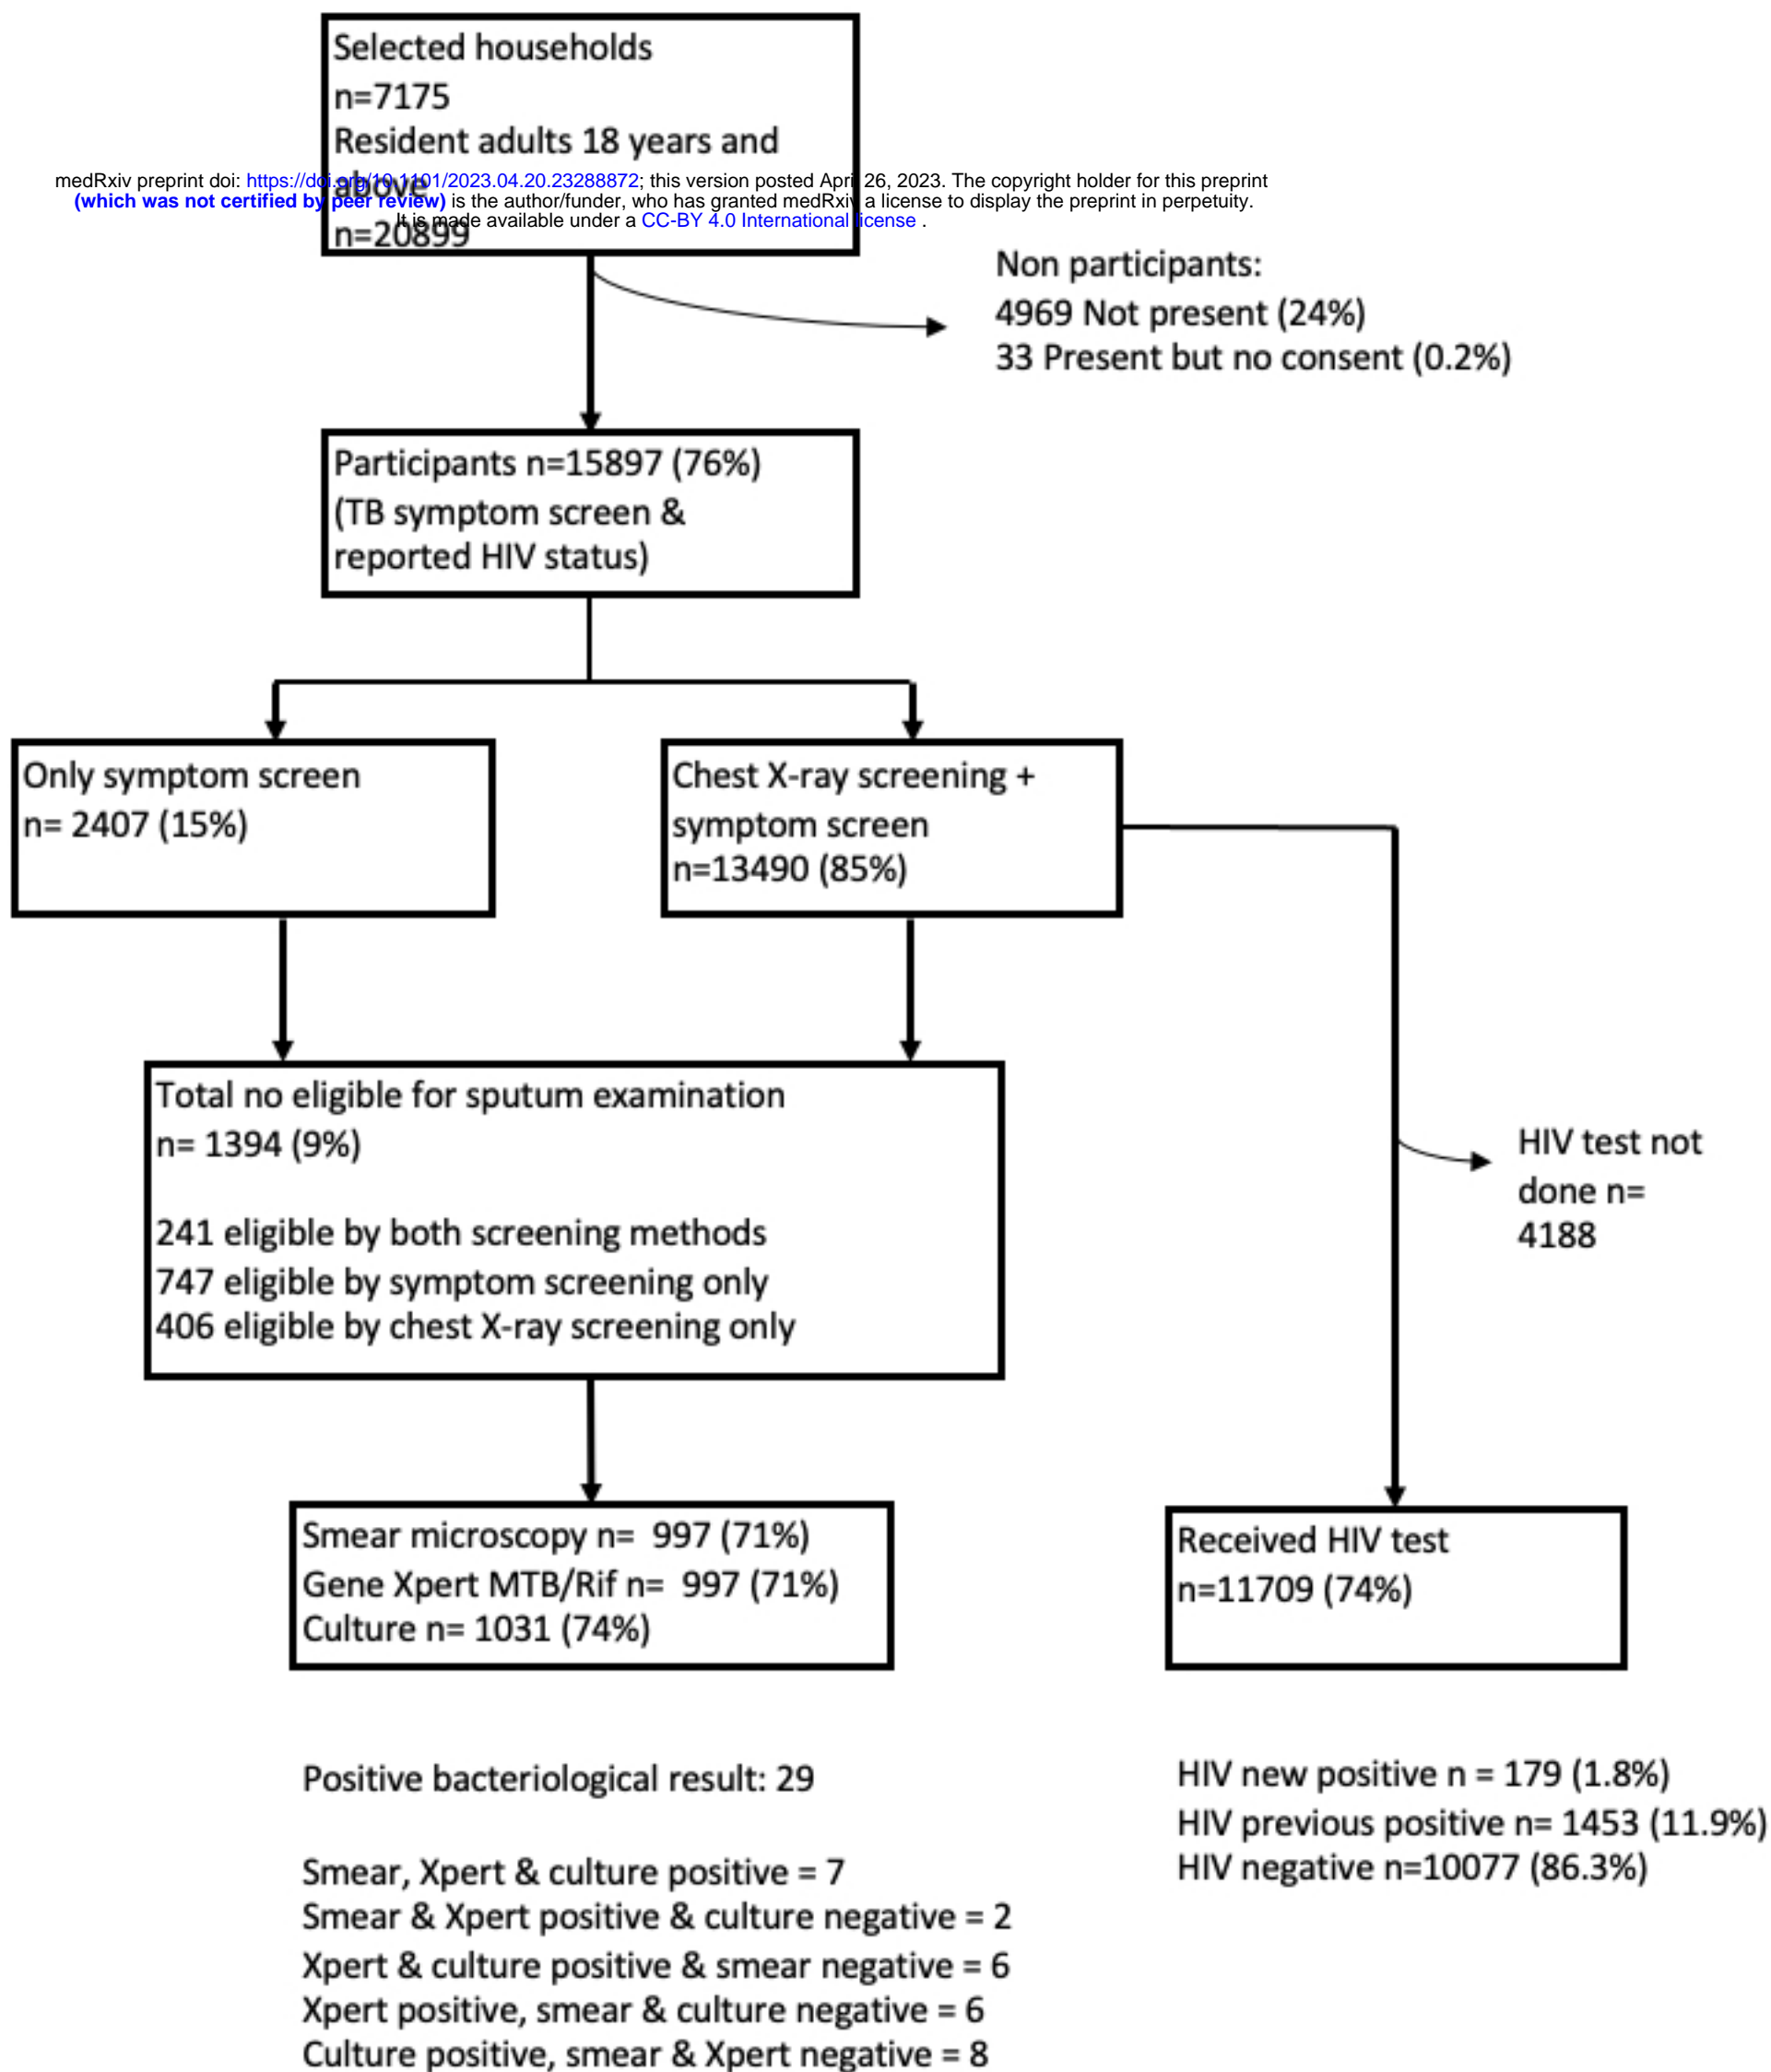 Selected households
n=7175
Resident adults 18 years and
above
n=20899
medRxiv preprint doi: https://doi.org/10.1101/2023.04.20.23288872; this version posted April 26, 2023. The copyright holder for this preprint
(which was not certified by peer review) is the author/funder, who has granted medRxiv a license to display the preprint in perpetuity.
It is made available under a CC-BY 4.0 International license .
Non participants:
4969 Not present (24%)
33 Present but no consent (0.2%)
Participants n=15897 (76%)
(TB symptom screen &
reported HIV status)
Only symptom screen
n= 2407 (15%)
Chest X-ray screening +
symptom screen
n=13490 (85%)
Total no eligible for sputum examination
n= 1394 (9%)
241 eligible by both screening methods
747 eligible by symptom screening only
406 eligible by chest X-ray screening only
HIV test not
done n=
4188
Smear microscopy n=  997 (71%)
Gene Xpert MTB/Rif n=  997 (71%)
Culture n= 1031 (74%)
Received HIV test
n=11709 (74%)
Positive bacteriological result: 29
Smear, Xpert & culture positive = 7
Smear & Xpert positive & culture negative = 2
Xpert & culture positive & smear negative = 6
Xpert positive, smear & culture negative = 6
Culture positive, smear & Xpert negative = 8
HIV new positive n = 179 (1.8%)
HIV previous positive n= 1453 (11.9%)
HIV negative n=10077 (86.3%)